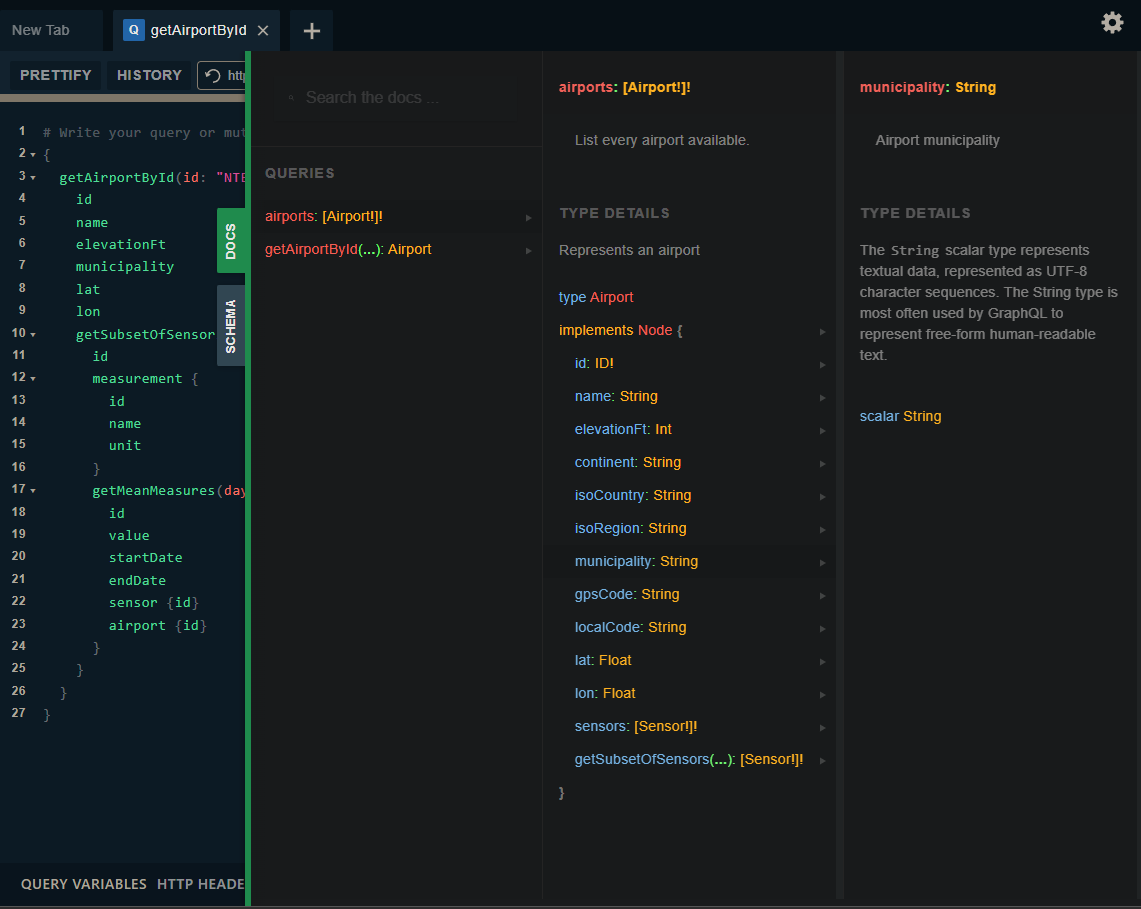 New Tab
Q getAirportById
PRETTIFY HISTORY
1 # Write your query or mut
2 {
3 getAirportById(id: "NTE
4 id
5 name
6 elevationFt
7 municipality
8 lat
9 lon
10 getSubsetOfSensor
11 id
12 measurement {
13 id
14 name
15 unit
16 }
17 getMeanMeasures(day
18 id
19 value
20 startDate
21 endDate
22 sensor {id}
23 airport {id}
24 }
25 }
26 }
27 }
QUERY VARIABLES HTTP HEADE
DOCS
SCHEMA
Search the docs ...
QUERIES
airports: [Airport!]!
getAirportById(...): Airport
airports: [Airport!]!
List every airport available.
TYPE DETAILS
Represents an airport
type Airport
implements Node {
id: ID!
name: String
elevationFt: Int
continent: String
isoCountry: String
isoRegion: String
municipality: String
gpsCode: String
localCode: String
lat: Float
lon: Float
sensors: [Sensor!]!
getSubsetOfSensors(...): [Sensor!]!
}
municipality: String
Airport municipality
TYPE DETAILS
The String scalar type represents
textual data, represented as UTF-8
character sequences. The String type is
most often used by GraphQL to
represent free-form human-readable
text.
scalar String